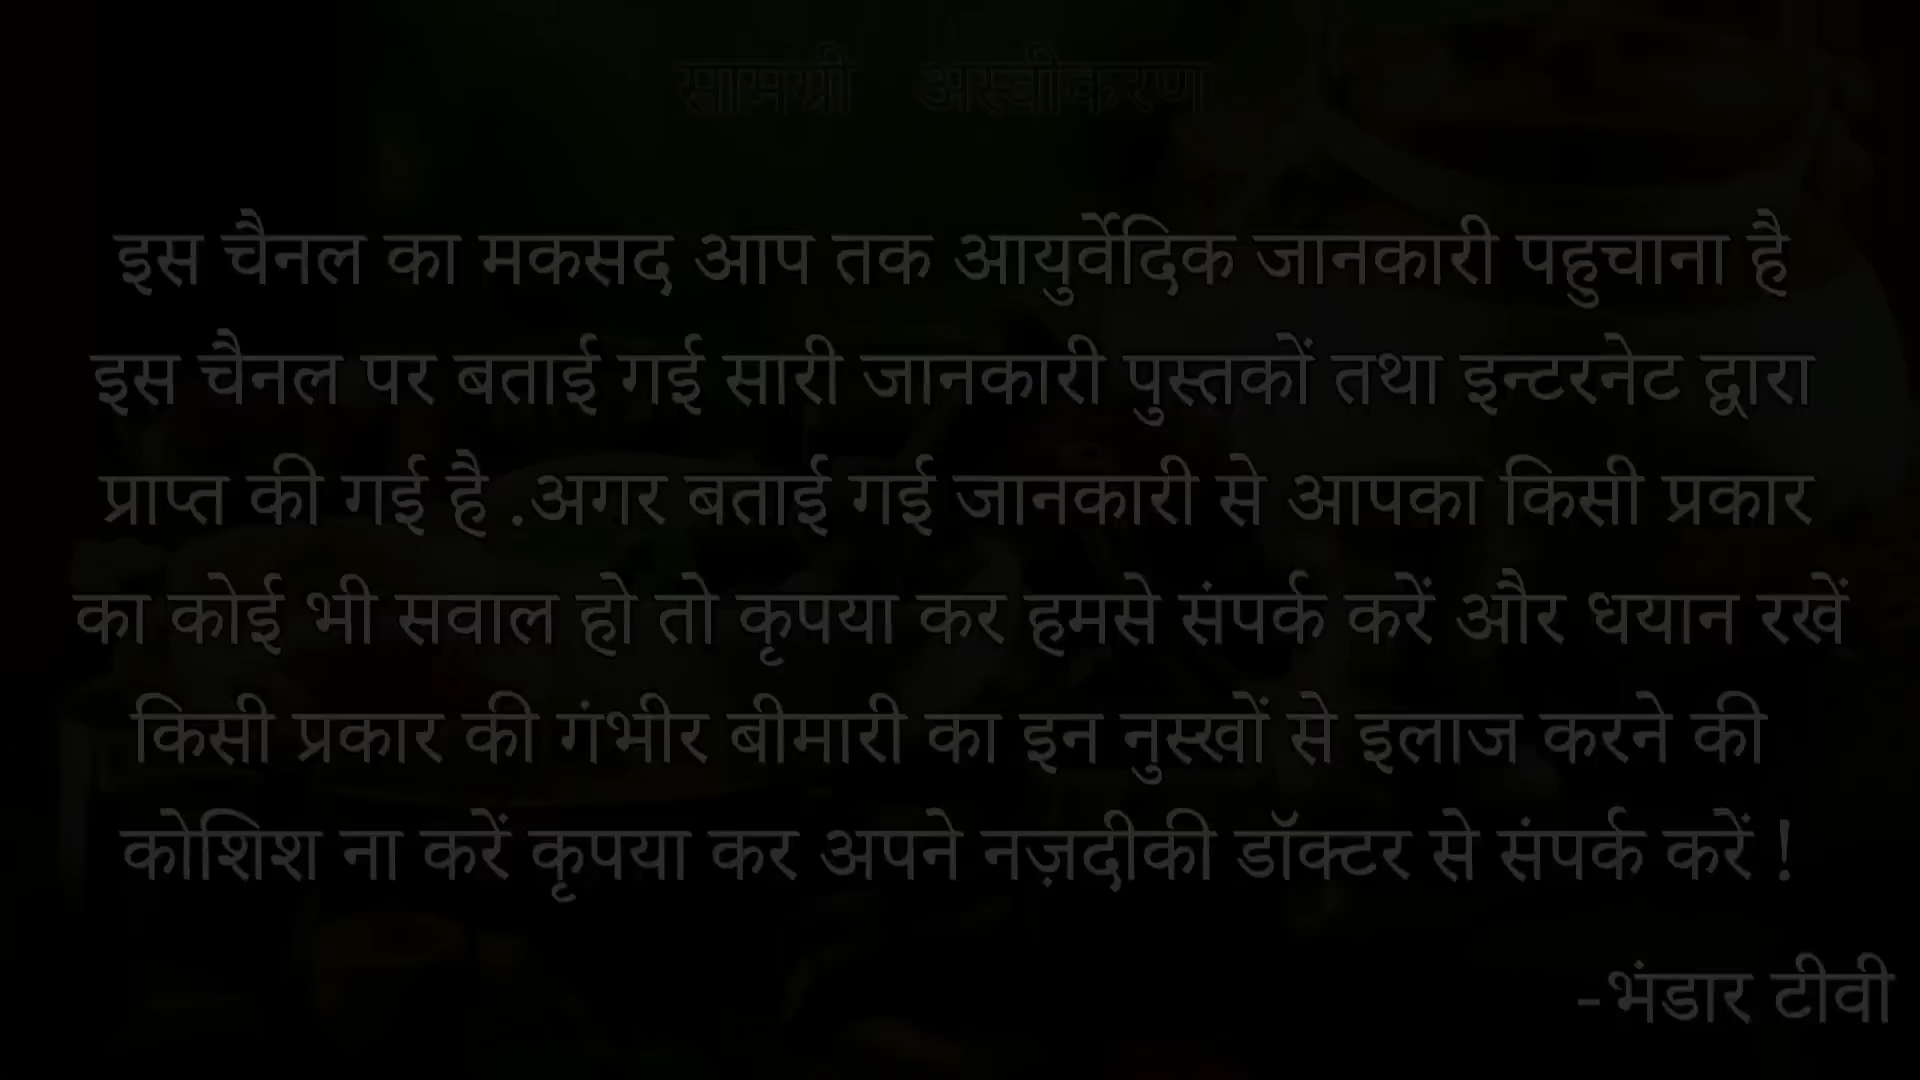 सामग्री अस्वीकरण
इस चैनल का मकसद आप तक आयुर्वेदिक जानकारी पहुचाना है
इस चैनल पर बताई गई सारी जानकारी पुस्तकों तथा इन्टरनेट द्वारा
प्राप्त की गई है .अगर बताई गई जानकारी से आपका किसी प्रकार
का कोई भी सवाल हो तो कृपया कर हमसे संपर्क करें और धयान रखें
किसी प्रकार की गंभीर बीमारी का इन नुस्खों से इलाज करने की
कोशिश ना करें कृपया कर अपने नज़दीकी डॉक्टर से संपर्क करें !
-भंडार टीवी